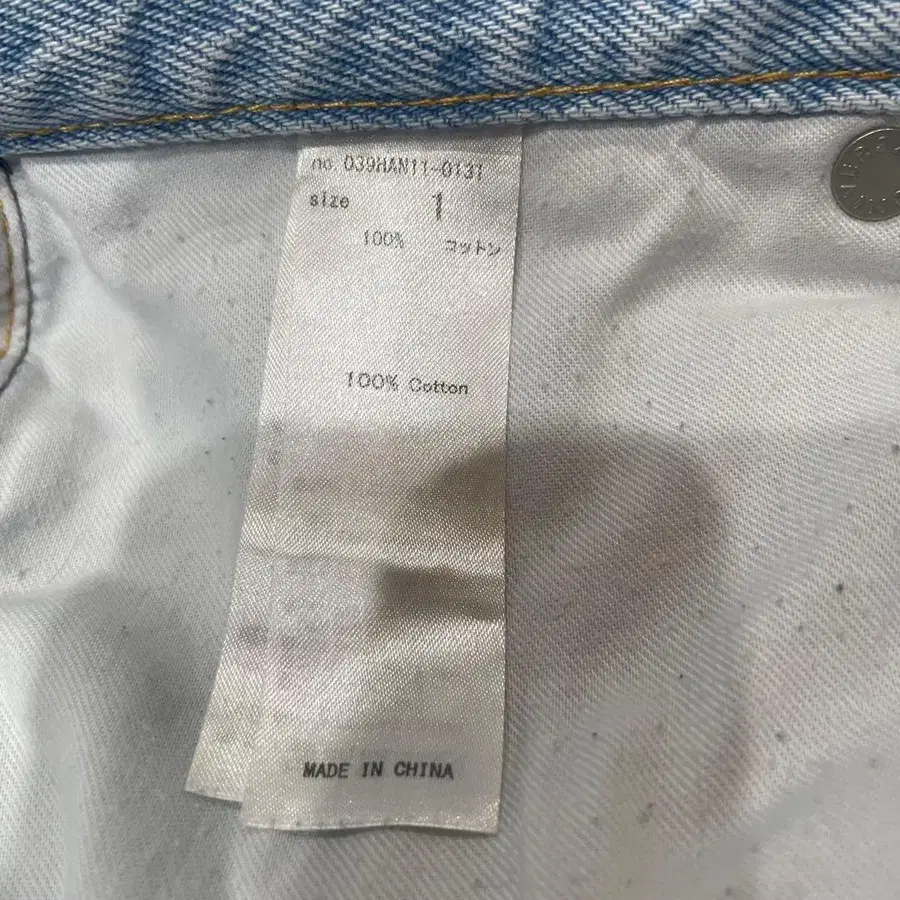 no. 039HAN11-0131
size 1
100% コットン
100% Cotton
MADE IN CHINA